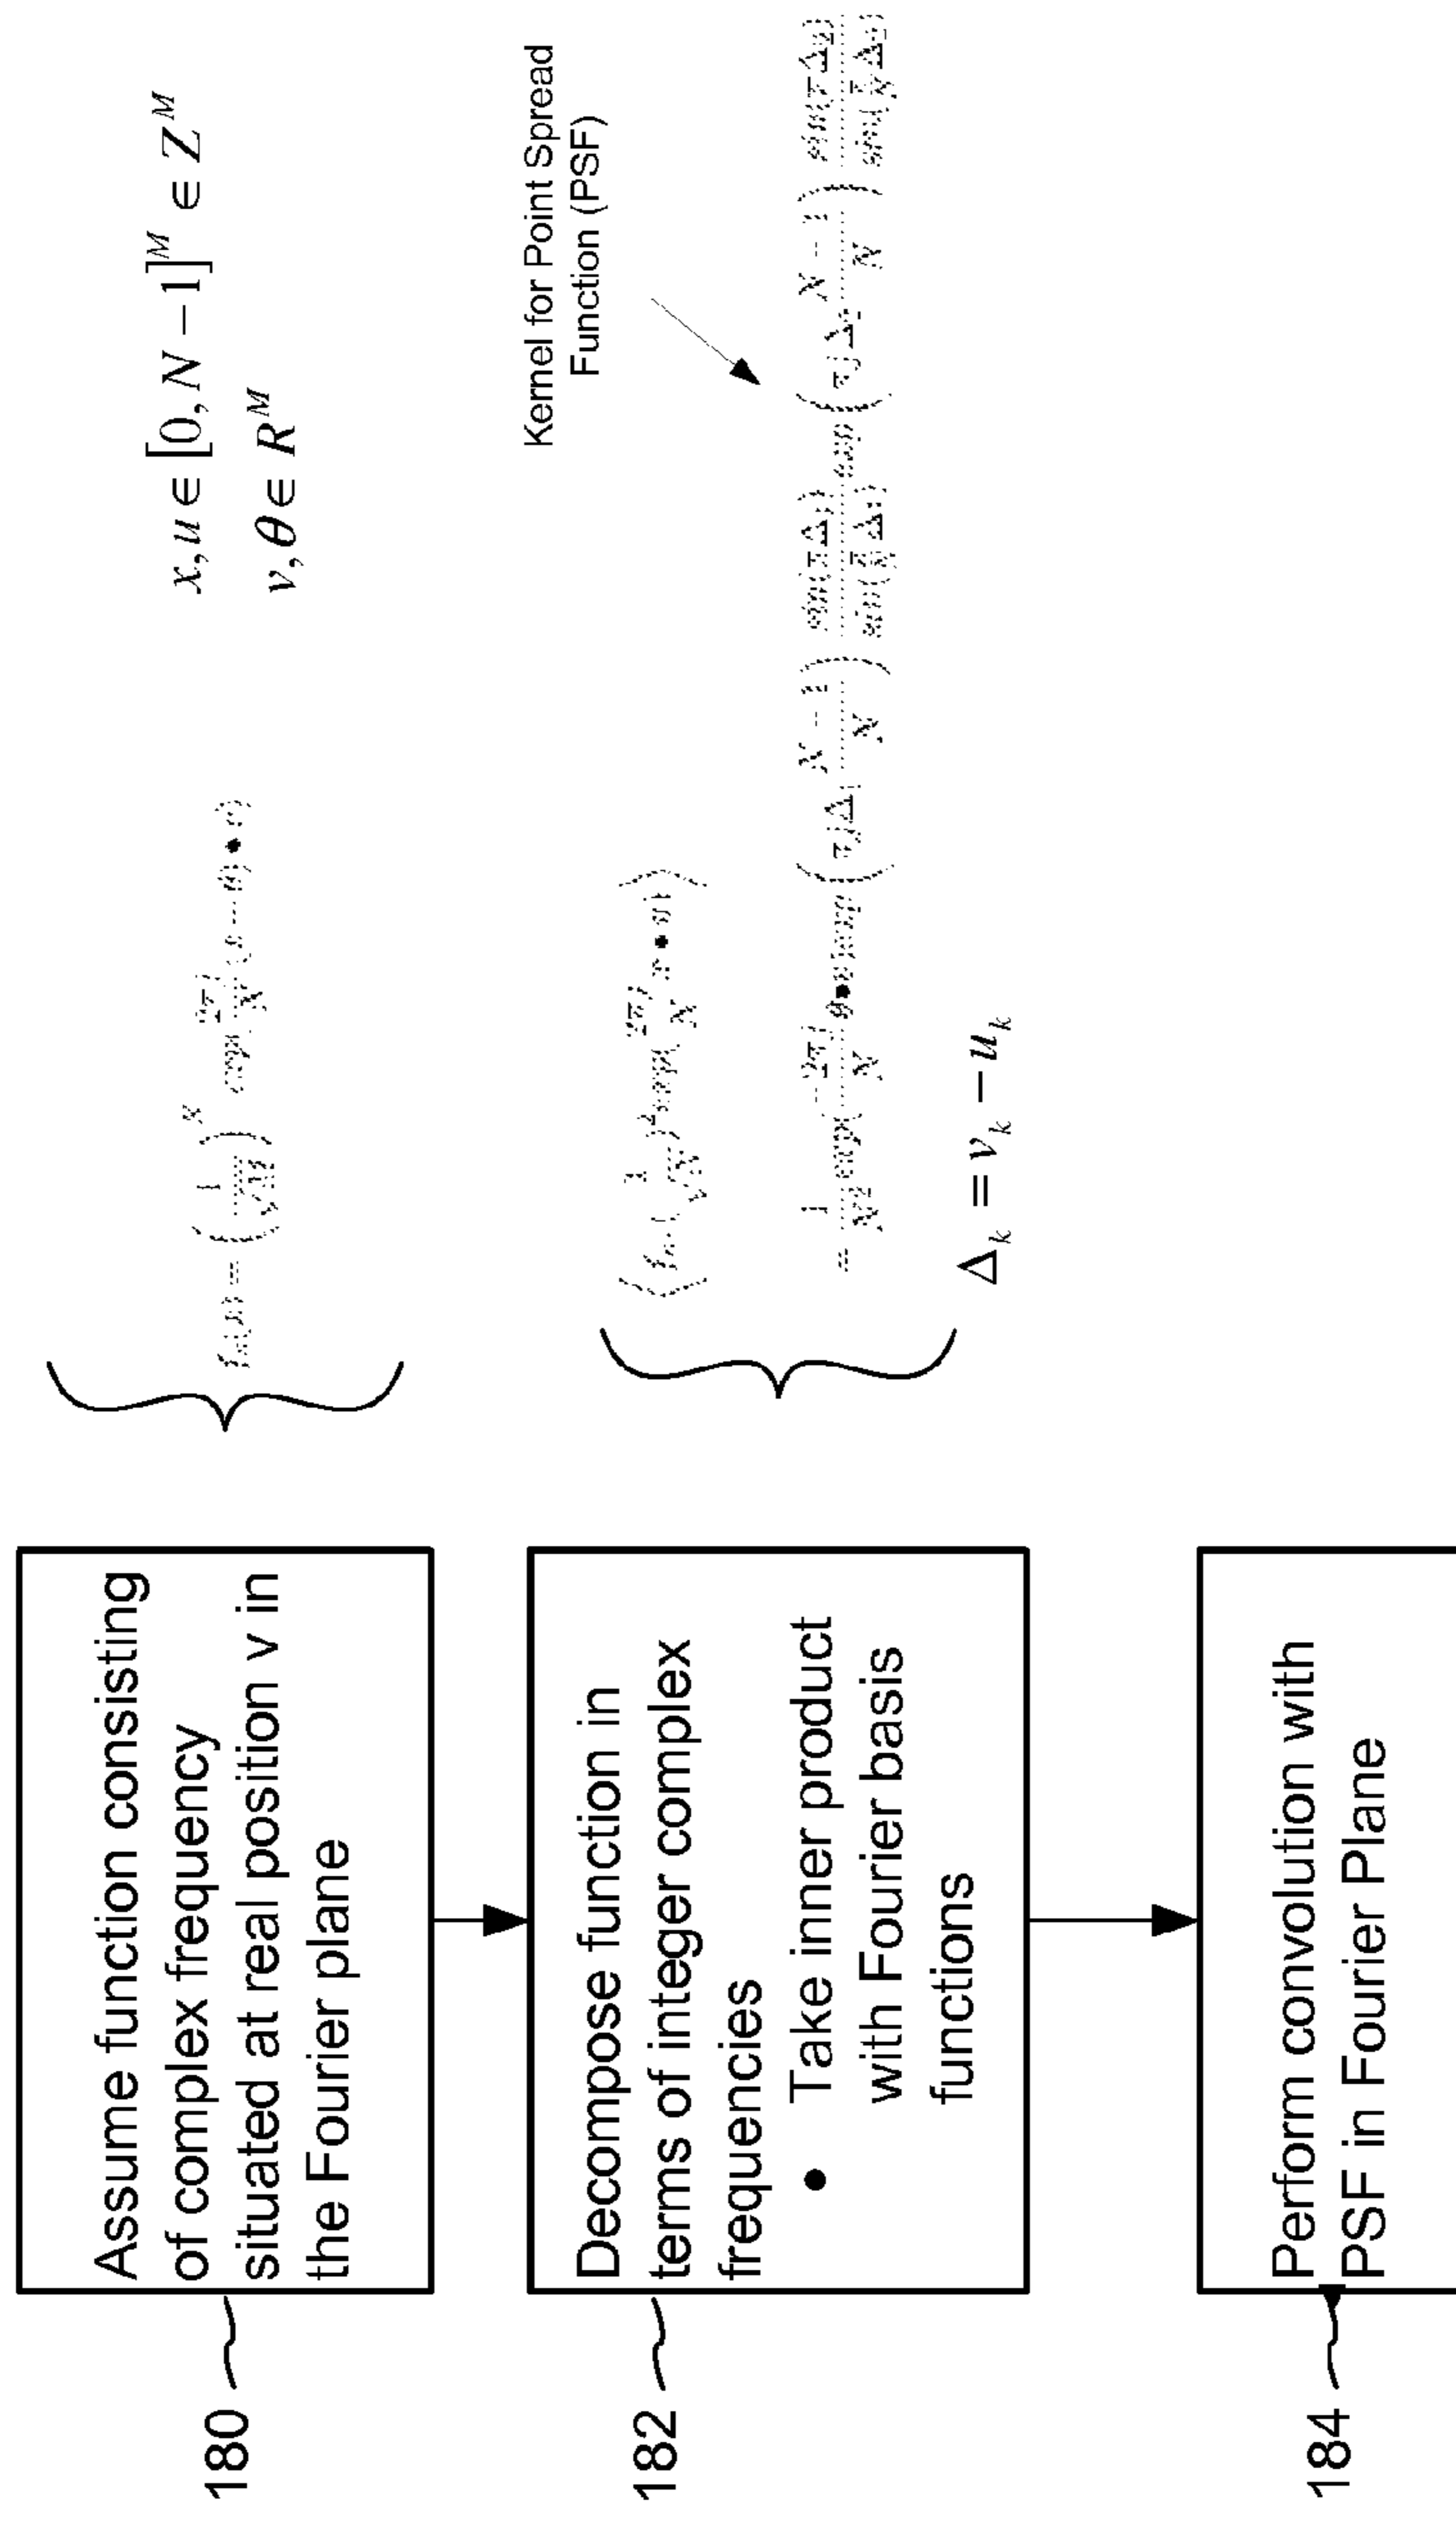 180
Assume function consisting
of complex frequency
situated at real position v in
the Fourier plane
x, u ∈ [0, N − 1]^M ∈ Z^M
v, θ ∈ R^M
182
Decompose function in
terms of integer complex
frequencies
• Take inner product
with Fourier basis
functions
Kernel for Point Spread
Function (PSF)
Δ_k = v_k − u_k
184
Perform convolution with
PSF in Fourier Plane